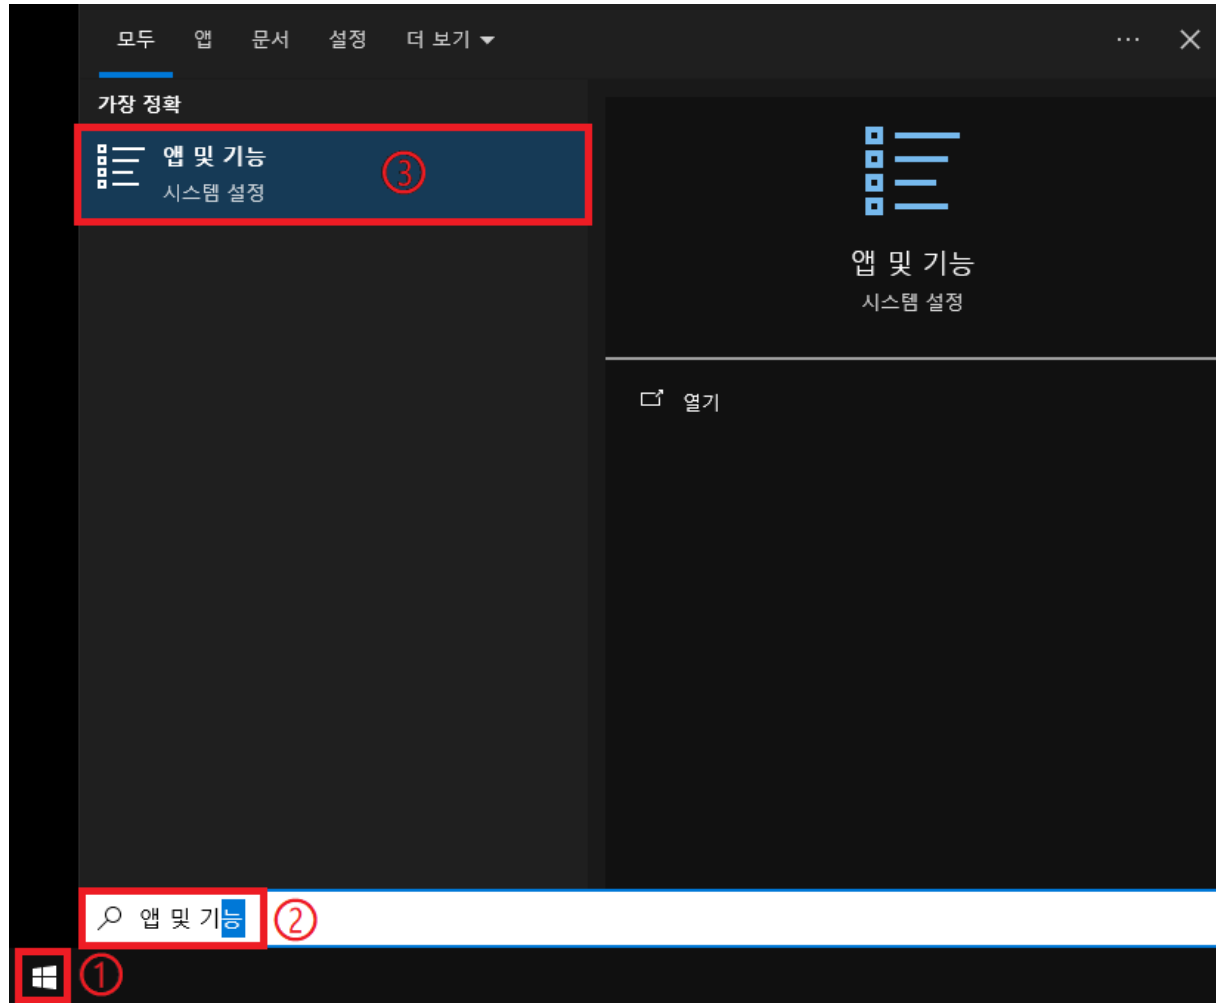 모두 앱 문서 설정 더 보기
가장 정확
앱 및 기능
시스템 설정
③
앱 및 기능
시스템 설정
열기
앱 및 기능
②
①